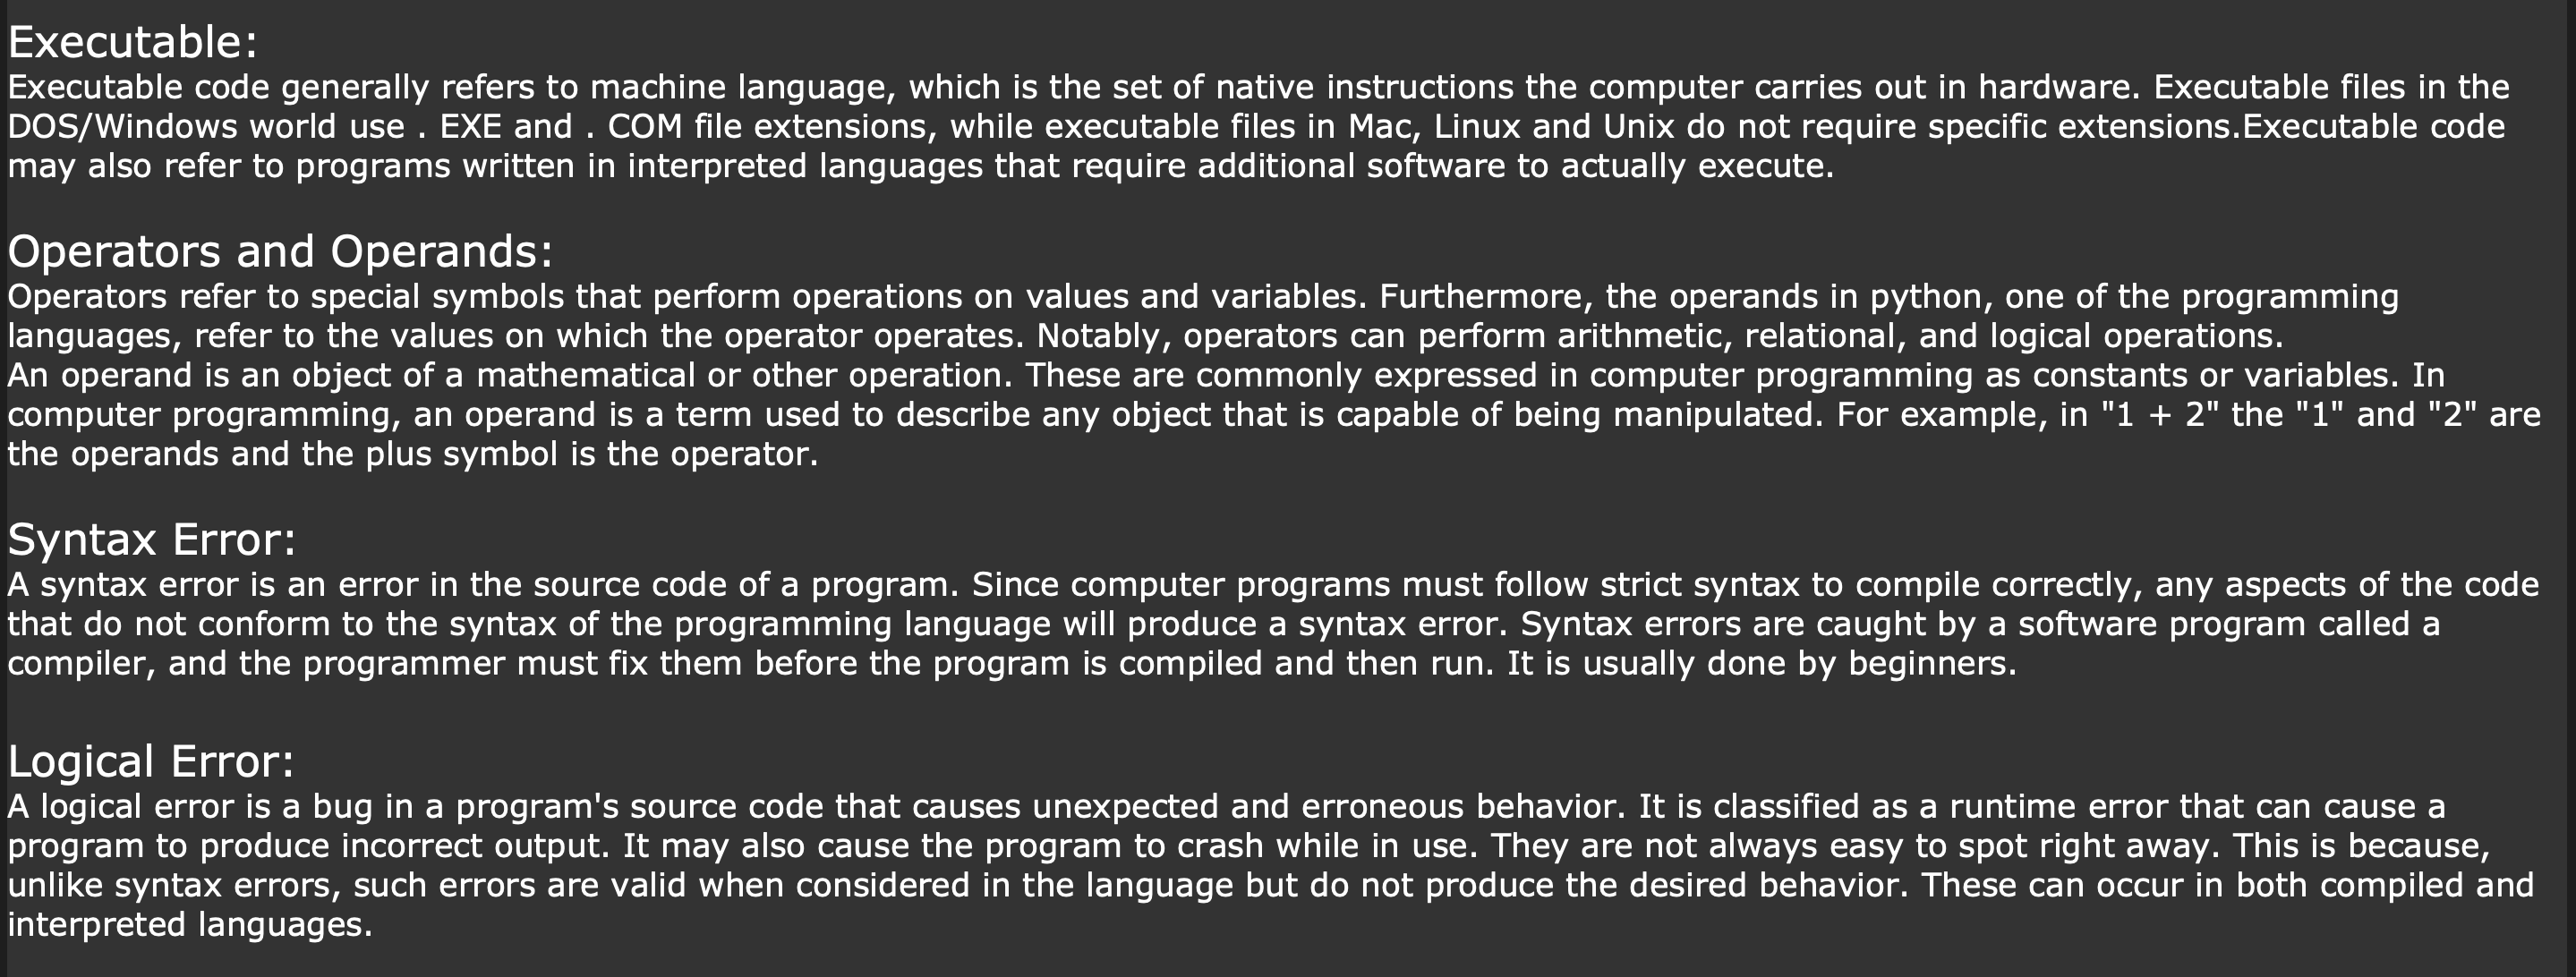 Executable:
Executable code generally refers to machine language, which is the set of native instructions the computer carries out in hardware. Executable files in the
DOS/Windows world use . EXE and . COM file extensions, while executable files in Mac, Linux and Unix do not require specific extensions.Executable code
may also refer to programs written in interpreted languages that require additional software to actually execute.
Operators and Operands:
Operators refer to special symbols that perform operations on values and variables. Furthermore, the operands in python, one of the programming
languages, refer to the values on which the operator operates. Notably, operators can perform arithmetic, relational, and logical operations.
An operand is an object of a mathematical or other operation. These are commonly expressed in computer programming as constants or variables. In
computer programming, an operand is a term used to describe any object that is capable of being manipulated. For example, in "1 + 2" the "1" and "2" are
the operands and the plus symbol is the operator.
Syntax Error:
A syntax error is an error in the source code of a program. Since computer programs must follow strict syntax to compile correctly, any aspects of the code
that do not conform to the syntax of the programming language will produce a syntax error. Syntax errors are caught by a software program called a
compiler, and the programmer must fix them before the program is compiled and then run. It is usually done by beginners.
Logical Error:
A logical error is a bug in a program's source code that causes unexpected and erroneous behavior. It is classified as a runtime error that can cause a
program to produce incorrect output. It may also cause the program to crash while in use. They are not always easy to spot right away. This is because,
unlike syntax errors, such errors are valid when considered in the language but do not produce the desired behavior. These can occur in both compiled and
interpreted languages.